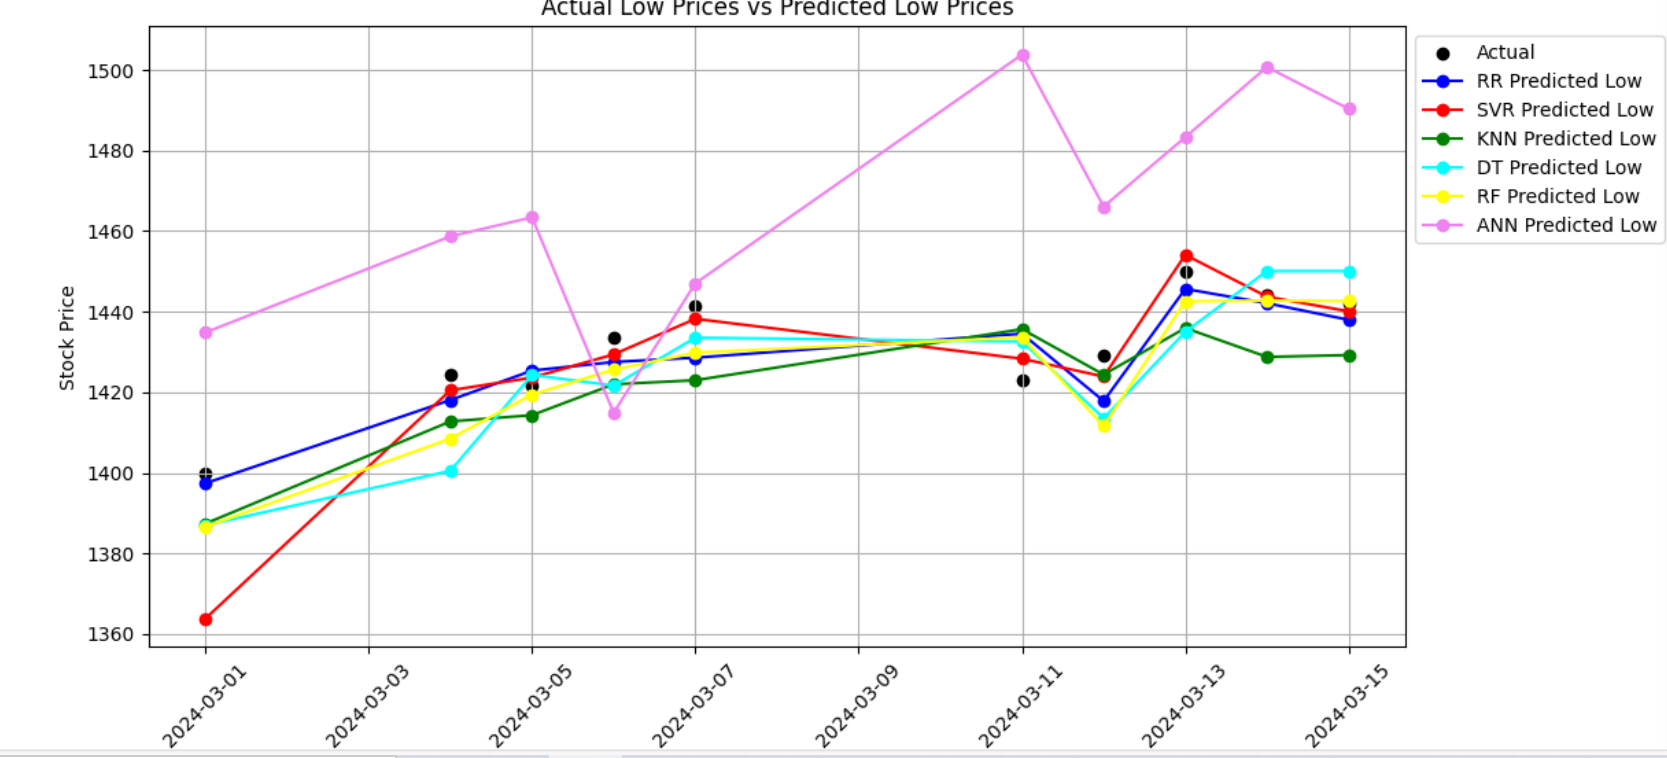 Actual Low Prices vs Predicted Low Prices
Stock Price
1500
1480
1460
1440
1420
1400
1380
1360
2024-03-01
2024-03-03
2024-03-05
2024-03-07
2024-03-09
2024-03-11
2024-03-13
2024-03-15
Actual
RR Predicted Low
SVR Predicted Low
KNN Predicted Low
DT Predicted Low
RF Predicted Low
ANN Predicted Low